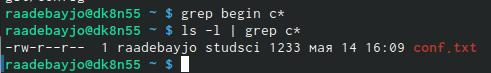 raadebayjo@dk8n55 ~ $ grep begin c*
raadebayjo@dk8n55 ~ $ ls -l | grep c*
-rw-r--r-- 1 raadebayjo studsci 1233 мая 14 16:09 conf.txt
raadebayjo@dk8n55 ~ $